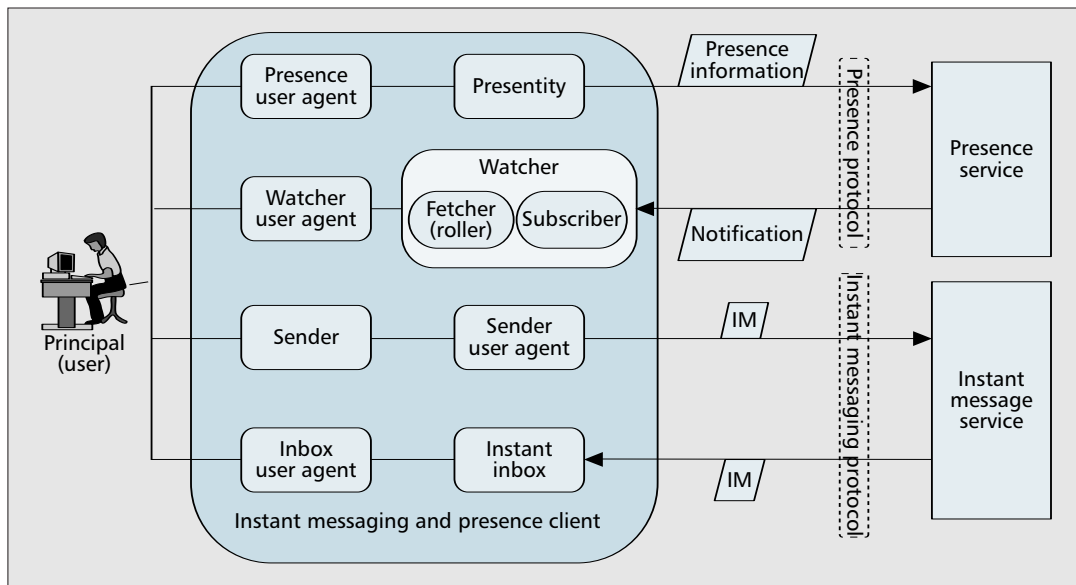 Presence
user agent
Presentity
Presence
information
Presence protocol
Presence
service
Watcher
user agent
Watcher
Fetcher
(roller)
Subscriber
Notification
Principal
(user)
Sender
Sender
user agent
IM
Instant messaging protocol
Instant
message
service
Inbox
user agent
Instant
inbox
IM
Instant messaging and presence client